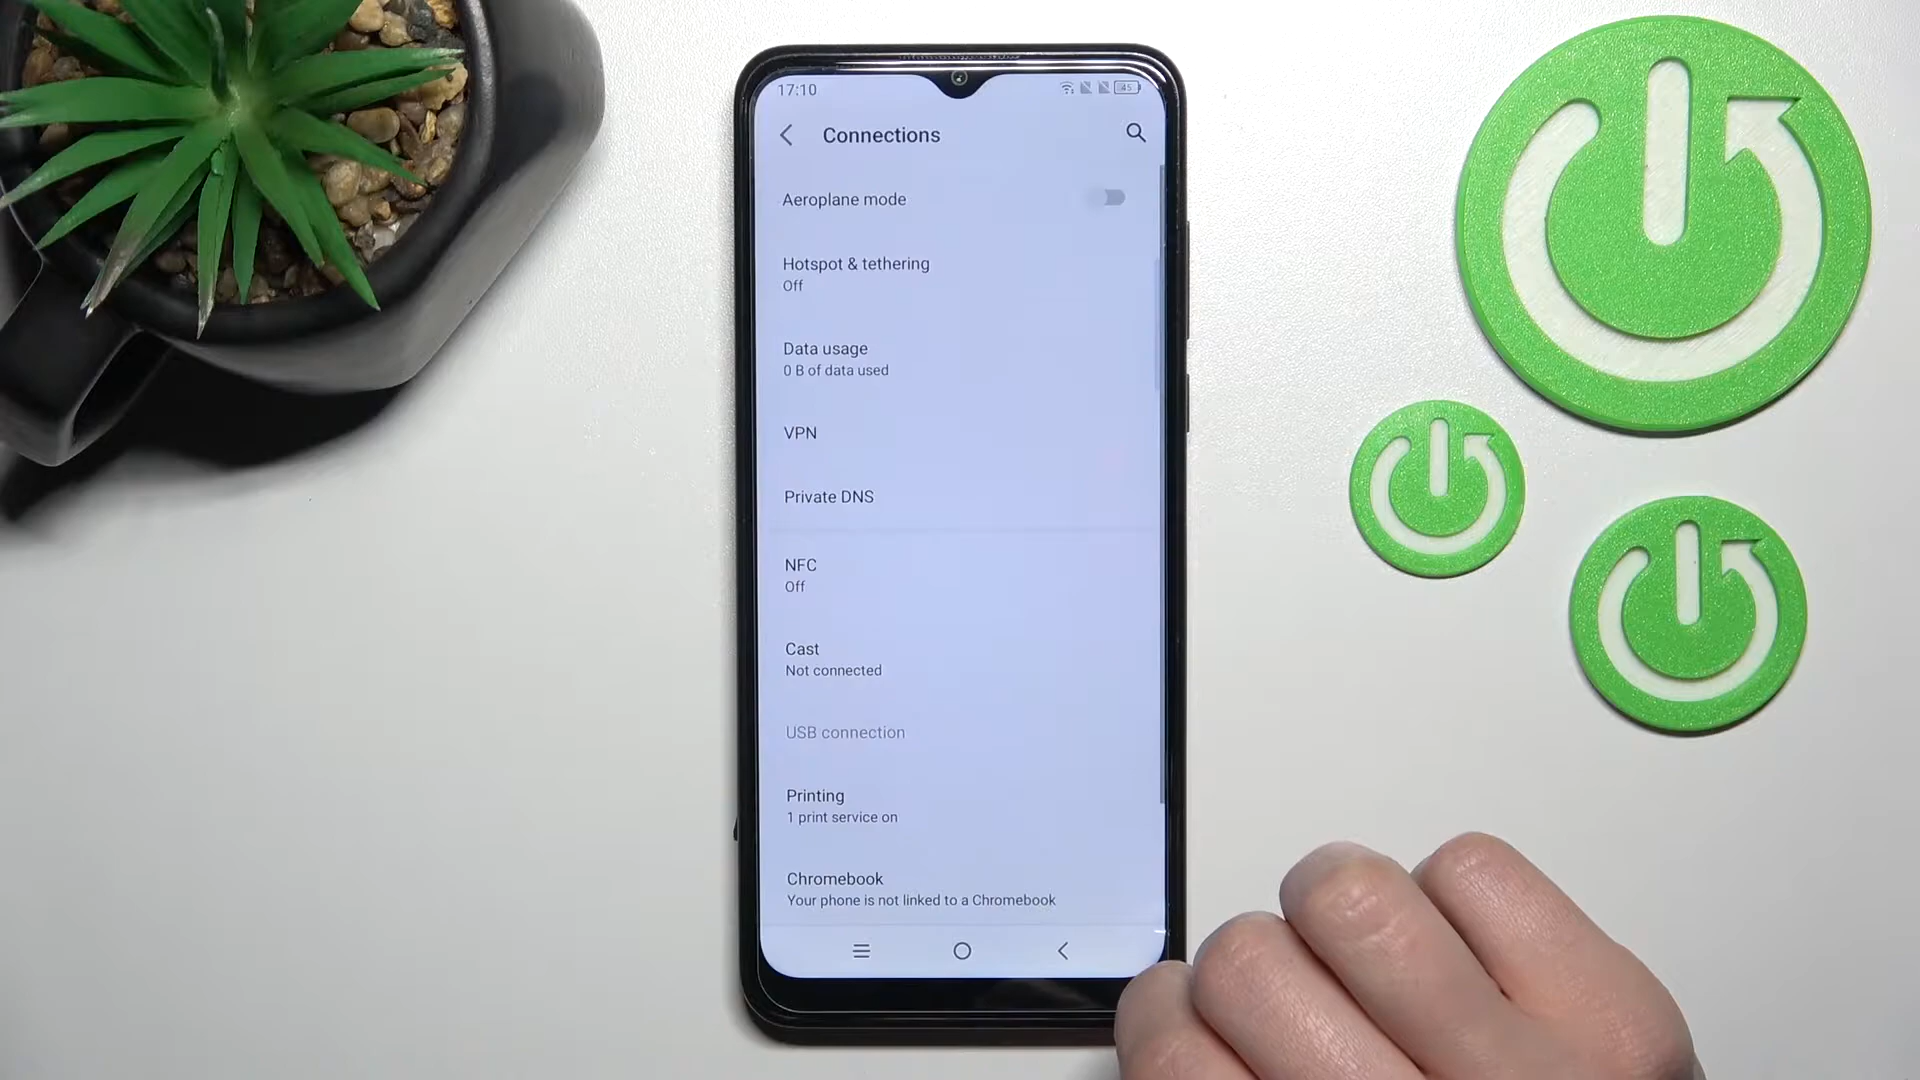 17:10
45
Connections
Aeroplane mode
Hotspot & tethering
Off
Data usage
0 B of data used
VPN
Private DNS
NFC
Off
Cast
Not connected
USB connection
Printing
1 print service on
Chromebook
Your phone is not linked to a Chromebook